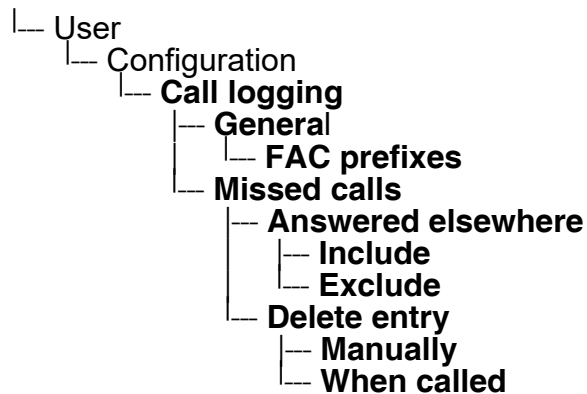 User
Configuration
Call logging
General
FAC prefixes
Missed calls
Answered elsewhere
Include
Exclude
Delete entry
Manually
When called